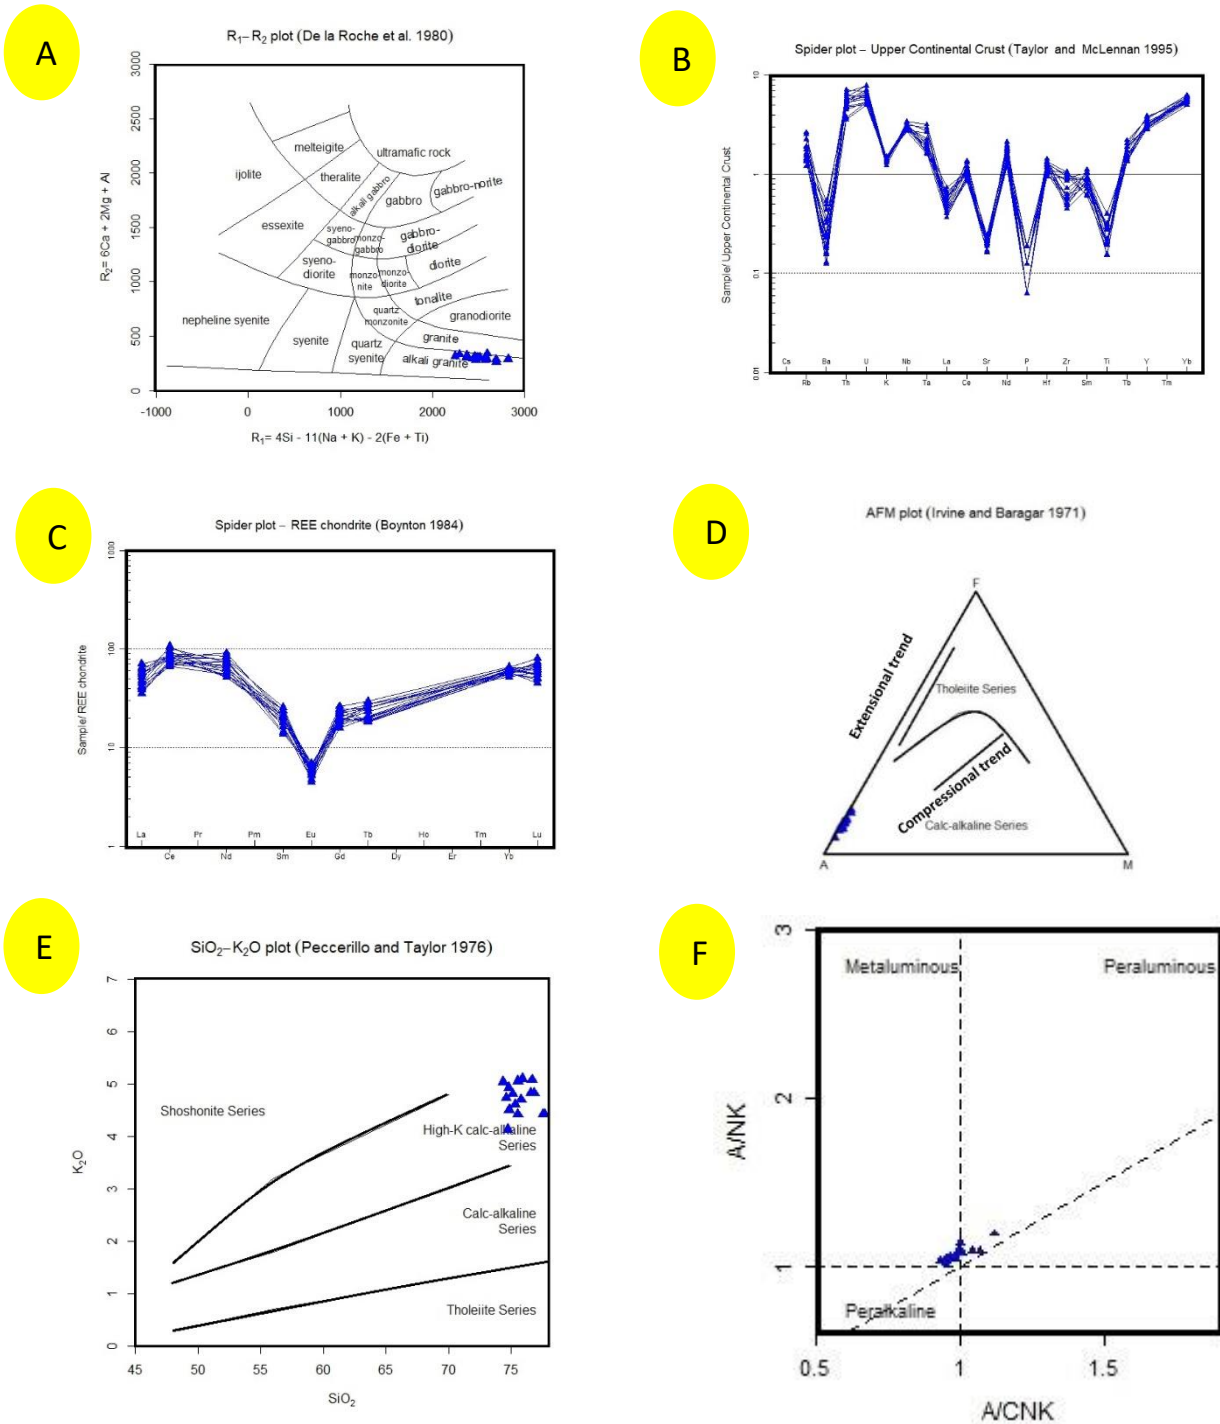 A
R₁– R₂ plot (De la Roche et al. 1980)
R₂= 6Ca + 2Mg + Al
3000
2500
2000
1500
1000
500
0
ultramafic rock
melteigite
theralite
ijolite
alkali gabbro
gabbro
gabbro-norite
essexite
syeno-
gabbro
monzo-
gabbro
gabbro-
diorite
syeno-
diorite
monzo-
nite
monzo-
diorite
diorite
tonalite
quartz
monzonite
granodiorite
nepheline syenite
syenite
quartz
syenite
granite
alkali granite
-1000 0 1000 2000 3000
R₁= 4Si - 11(Na + K) - 2(Fe + Ti)
B
Spider plot – Upper Continental Crust (Taylor and McLennan 1995)
Sample/ Upper Continental Crust
10
1
0.1
0.01
Cs Ba U Nb La Sr P Zr Ti Y Yb
Rb Th K Ta Ce Nd Hf Sm Tb Tm
C
Spider plot – REE chondrite (Boynton 1984)
Sample/ REE chondrite
1000
100
10
1
La Pr Pm Eu Tb Ho Tm Lu
Ce Nd Sm Gd Dy Er Yb
D
AFM plot (Irvine and Baragar 1971)
F
Extensional trend
Tholeiite Series
Compressional trend
Calc-alkaline Series
A M
E
SiO₂–K₂O plot (Peccerillo and Taylor 1976)
K₂O
7
6
5
4
3
2
1
0
Shoshonite Series
High-K calc-alkaline
Series
Calc-alkaline
Series
Tholeiite Series
45 50 55 60 65 70 75
SiO₂
F
A/NK
3
2
1
Metaluminous Peraluminous
Peralkaline
0.5 1 1.5
A/CNK